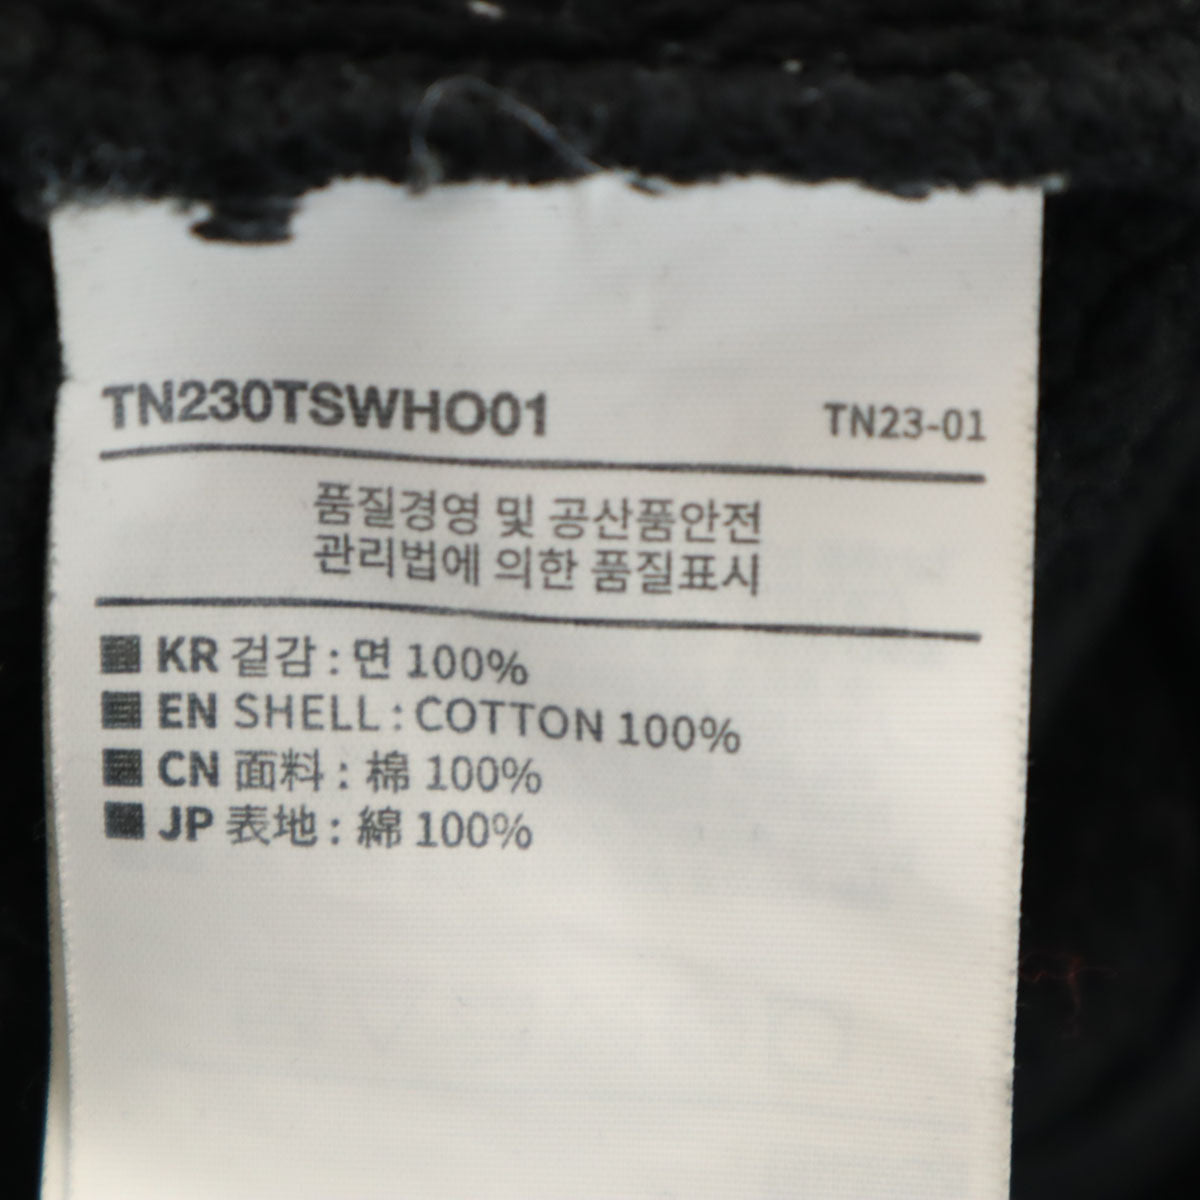 TN230TSWHO01 TN23-01
품질경영 및 공산품안전
관리법에 의한 품질표시
■ KR 겉감 : 면 100%
■ EN SHELL : COTTON 100%
■ CN 面料 : 棉 100%
■ JP 表地 : 綿 100%